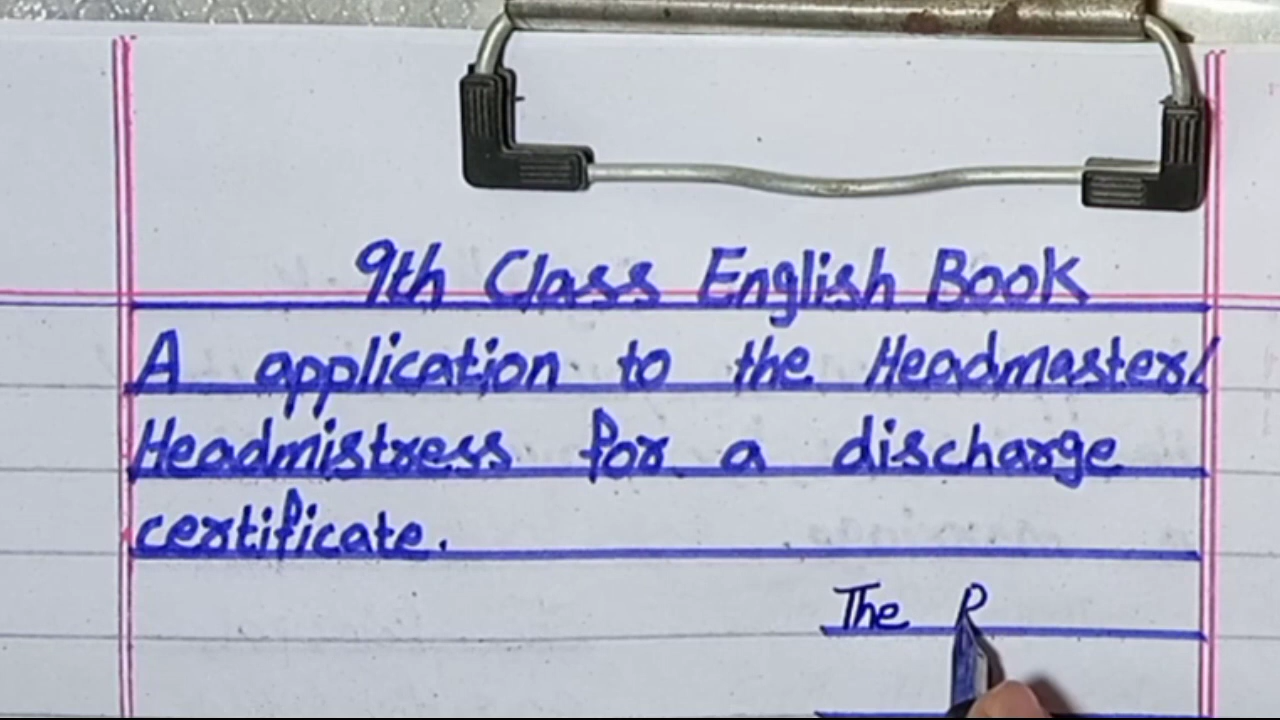 9th Class English Book
A application to the Headmaster/
Headmistress for a discharge
certificate.
The P